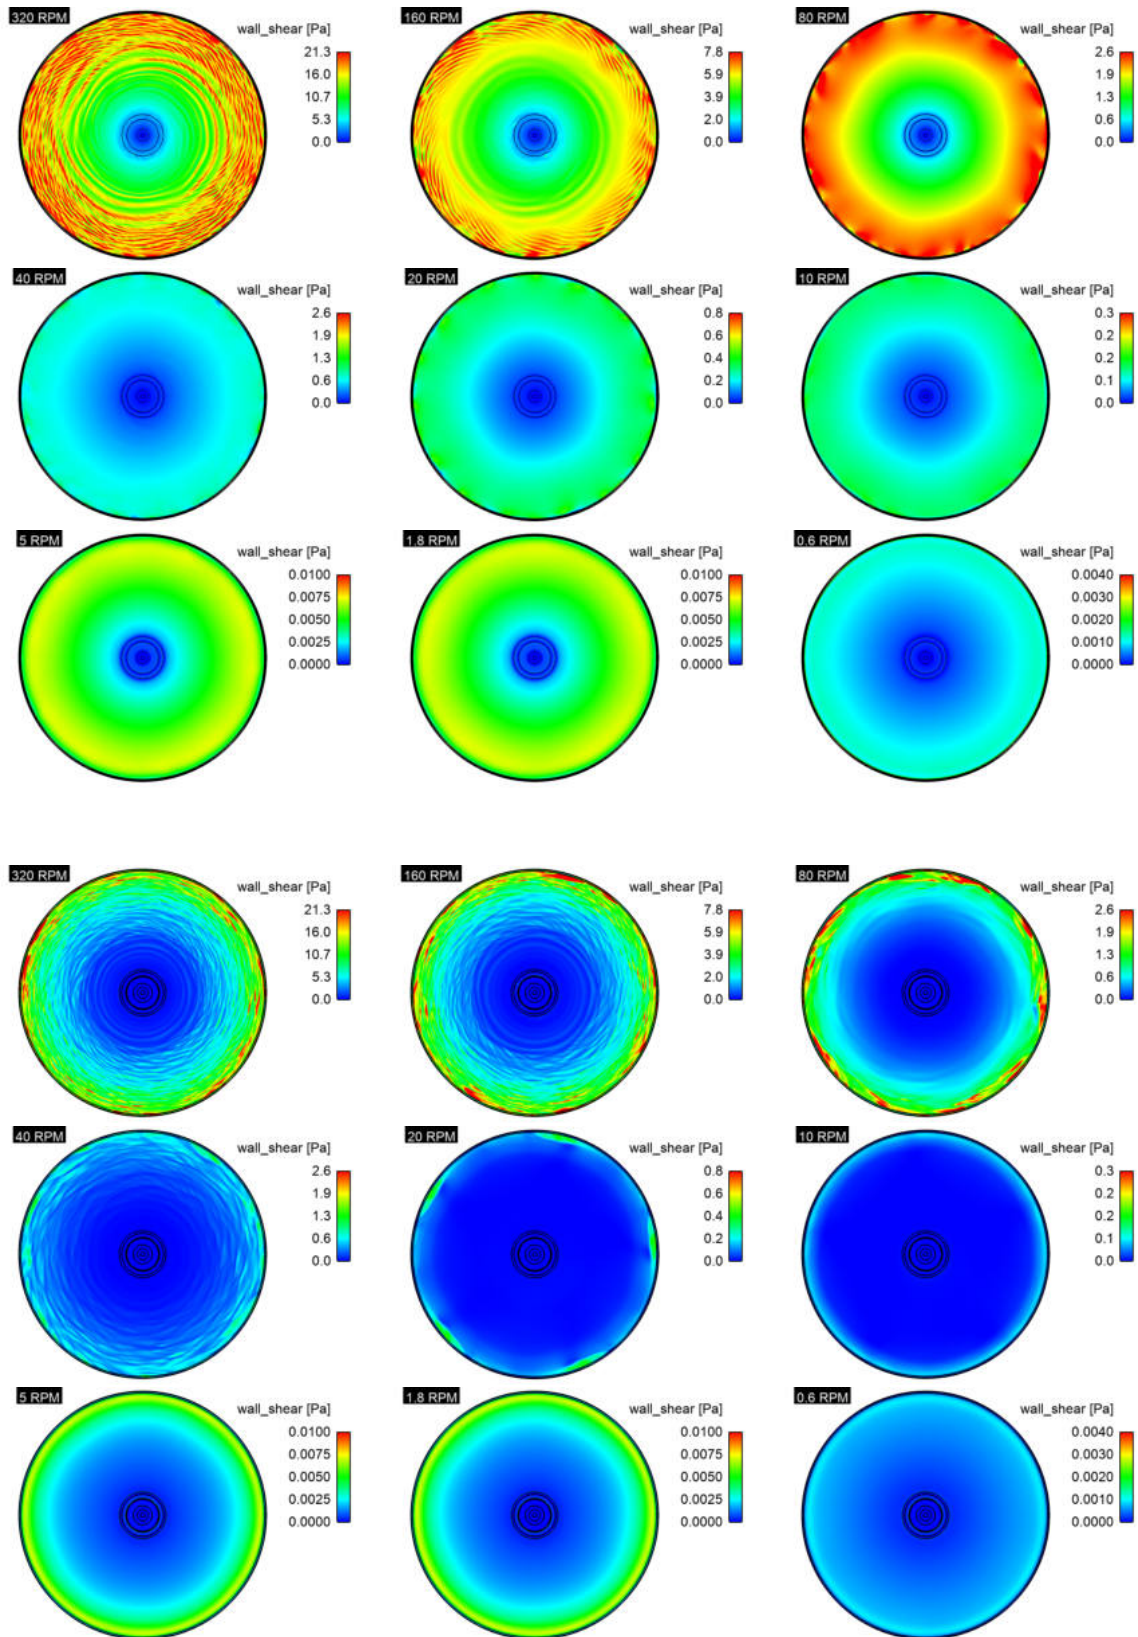 320 RPM
wall_shear [Pa]
21.3
16.0
10.7
5.3
0.0
160 RPM
wall_shear [Pa]
7.8
5.9
3.9
2.0
0.0
80 RPM
wall_shear [Pa]
2.6
1.9
1.3
0.6
0.0
40 RPM
wall_shear [Pa]
2.6
1.9
1.3
0.6
0.0
20 RPM
wall_shear [Pa]
0.8
0.6
0.4
0.2
0.0
10 RPM
wall_shear [Pa]
0.3
0.2
0.2
0.1
0.0
5 RPM
wall_shear [Pa]
0.0100
0.0075
0.0050
0.0025
0.0000
1.8 RPM
wall_shear [Pa]
0.0100
0.0075
0.0050
0.0025
0.0000
0.6 RPM
wall_shear [Pa]
0.0040
0.0030
0.0020
0.0010
0.0000
320 RPM
wall_shear [Pa]
21.3
16.0
10.7
5.3
0.0
160 RPM
wall_shear [Pa]
7.8
5.9
3.9
2.0
0.0
80 RPM
wall_shear [Pa]
2.6
1.9
1.3
0.6
0.0
40 RPM
wall_shear [Pa]
2.6
1.9
1.3
0.6
0.0
20 RPM
wall_shear [Pa]
0.8
0.6
0.4
0.2
0.0
10 RPM
wall_shear [Pa]
0.3
0.2
0.2
0.1
0.0
5 RPM
wall_shear [Pa]
0.0100
0.0075
0.0050
0.0025
0.0000
1.8 RPM
wall_shear [Pa]
0.0100
0.0075
0.0050
0.0025
0.0000
0.6 RPM
wall_shear [Pa]
0.0040
0.0030
0.0020
0.0010
0.0000